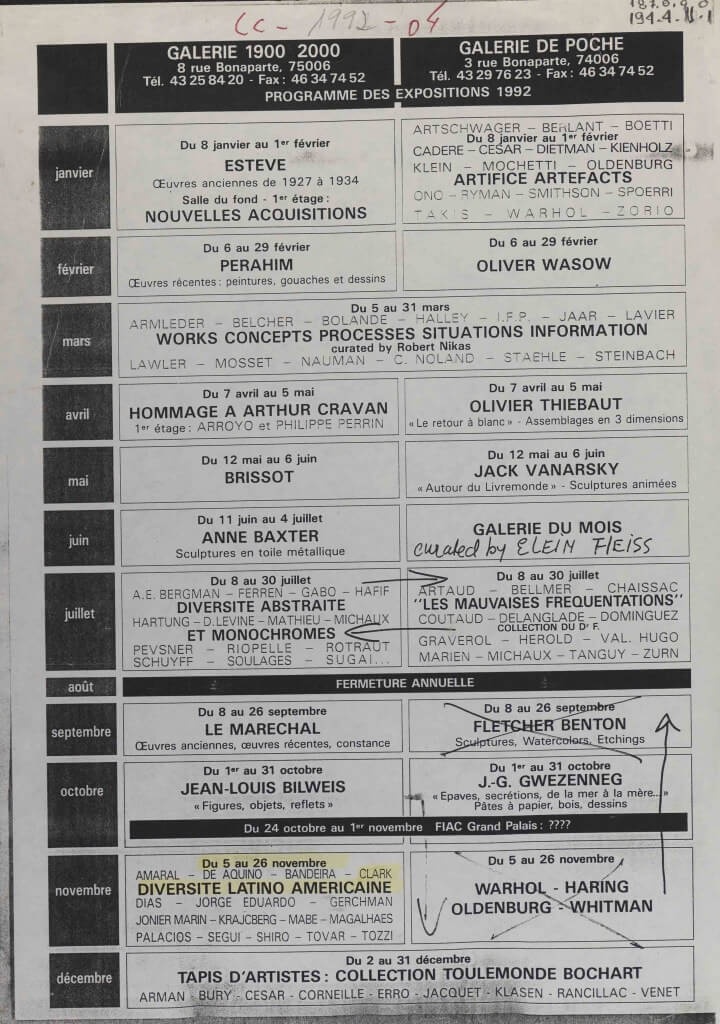 CC - 1992 - 04
GALERIE 1900 2000
8 rue Bonaparte, 75006
Tél. 43 25 84 20 - Fax : 46 34 74 52
GALERIE DE POCHE
3 rue Bonaparte, 74006
Tél. 43 29 76 23 - Fax : 46 34 74 52
PROGRAMME DES EXPOSITIONS 1992
janvier
Du 8 janvier au 1er février
ESTEVE
Œuvres anciennes de 1927 à 1934
Salle du fond - 1er étage :
NOUVELLES ACQUISITIONS
ARTSCHWAGER – BERLANT – BOETTI
Du 8 janvier au 1er février
CADERE – CESAR – DIETMAN – KIENHOLZ
KLEIN – MOCHETTI – OLDENBURG
ARTIFICE ARTEFACTS
ONO – RYMAN – SMITHSON – SPOERRI
TAKIS – WARHOL – ZORIO
février
Du 6 au 29 février
PERAHIM
Œuvres récentes : peintures, gouaches et dessins
Du 6 au 29 février
OLIVER WASOW
mars
Du 5 au 31 mars
ARMLEDER – BELCHER – BOLANDE – HALLEY – I.F.P. – JAAR – LAVIER
WORKS CONCEPTS PROCESSES SITUATIONS INFORMATION
curated by Robert Nikas
LAWLER – MOSSET – NAUMAN – C. NOLAND – STAEHLE – STEINBACH
avril
Du 7 avril au 5 mai
HOMMAGE A ARTHUR CRAVAN
1er étage : ARROYO et PHILIPPE PERRIN
Du 7 avril au 5 mai
OLIVIER THIEBAUT
« Le retour à blanc » - Assemblages en 3 dimensions
mai
Du 12 mai au 6 juin
BRISSOT
Du 12 mai au 6 juin
JACK VANARSKY
« Autour du Livremonde » - Sculptures animées
juin
Du 11 juin au 4 juillet
ANNE BAXTER
Sculptures en toile métallique
GALERIE DU MOIS
curated by ELEIN FLEISS
juillet
Du 8 au 30 juillet
A.E. BERGMAN – FERREN – GABO – HAFIF
DIVERSITE ABSTRAITE
HARTUNG – D. LEVINE – MATHIEU – MICHAUX
ET MONOCHROMES
PEVSNER – RIOPELLE – ROTRAUT
SCHUYFF – SOULAGES – SUGAI...
Du 8 au 30 juillet
ARTAUD – BELLMER – CHAISSAC
"LES MAUVAISES FREQUENTATIONS"
COUTAUD – DELANGLADE – DOMINGUEZ
COLLECTION DU Dr F.
GRAVEROL – HEROLD – VAL. HUGO
MARIEN – MICHAUX – TANGUY – ZURN
août
FERMETURE ANNUELLE
septembre
Du 8 au 26 septembre
LE MARECHAL
Œuvres anciennes, œuvres récentes, constance
Du 8 au 26 septembre
FLETCHER BENTON
Sculptures, Watercolors, Etchings
octobre
Du 1er au 31 octobre
JEAN-LOUIS BILWEIS
« Figures, objets, reflets »
Du 1er au 31 octobre
J.-G. GWEZENNEG
« Epaves, secrétions, de la mer à la mère... »
Pâtes à papier, bois, dessins
Du 24 octobre au 1er novembre FIAC Grand Palais : ????
novembre
Du 5 au 26 novembre
AMARAL – DE AQUINO – BANDEIRA – CLARK
DIVERSITE LATINO AMERICAINE
DIAS – JORGE EDUARDO – GERCHMAN
JONIER MARIN – KRAJCBERG – MABE – MAGALHAES
PALACIOS – SEGUI – SHIRO – TOVAR – TOZZI
Du 5 au 26 novembre
WARHOL - HARING
OLDENBURG - WHITMAN
décembre
Du 2 au 31 décembre
TAPIS D'ARTISTES : COLLECTION TOULEMONDE BOCHART
ARMAN - BURY - CESAR - CORNEILLE - ERRO - JACQUET - KLASEN - RANCILLAC - VENET